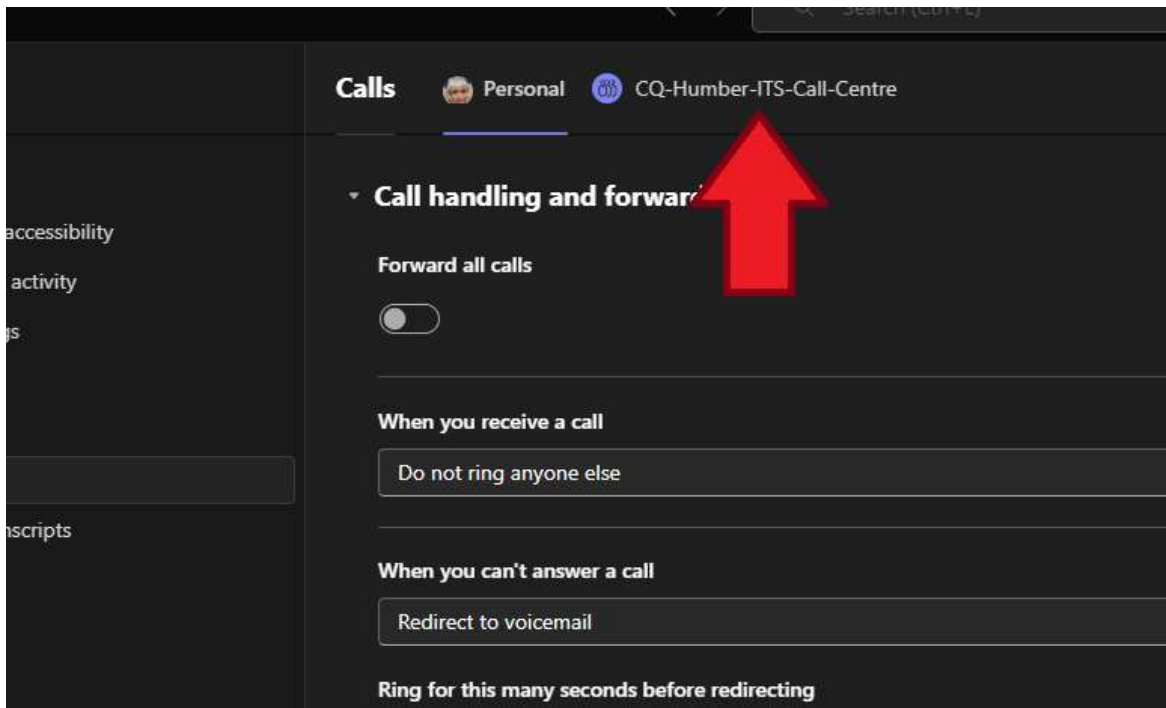 Calls
Personal
CQ-Humber-ITS-Call-Centre
Call handling and forward
accessibility
activity
Forward all calls
When you receive a call
Do not ring anyone else
nscripts
When you can't answer a call
Redirect to voicemail
Ring for this many seconds before redirecting